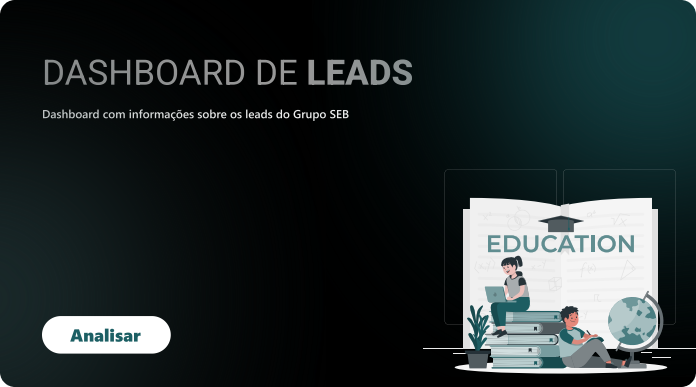 DASHBOARD DE LEADS
Dashboard com informações sobre os leads do Grupo SEB
EDUCATION
Analisar